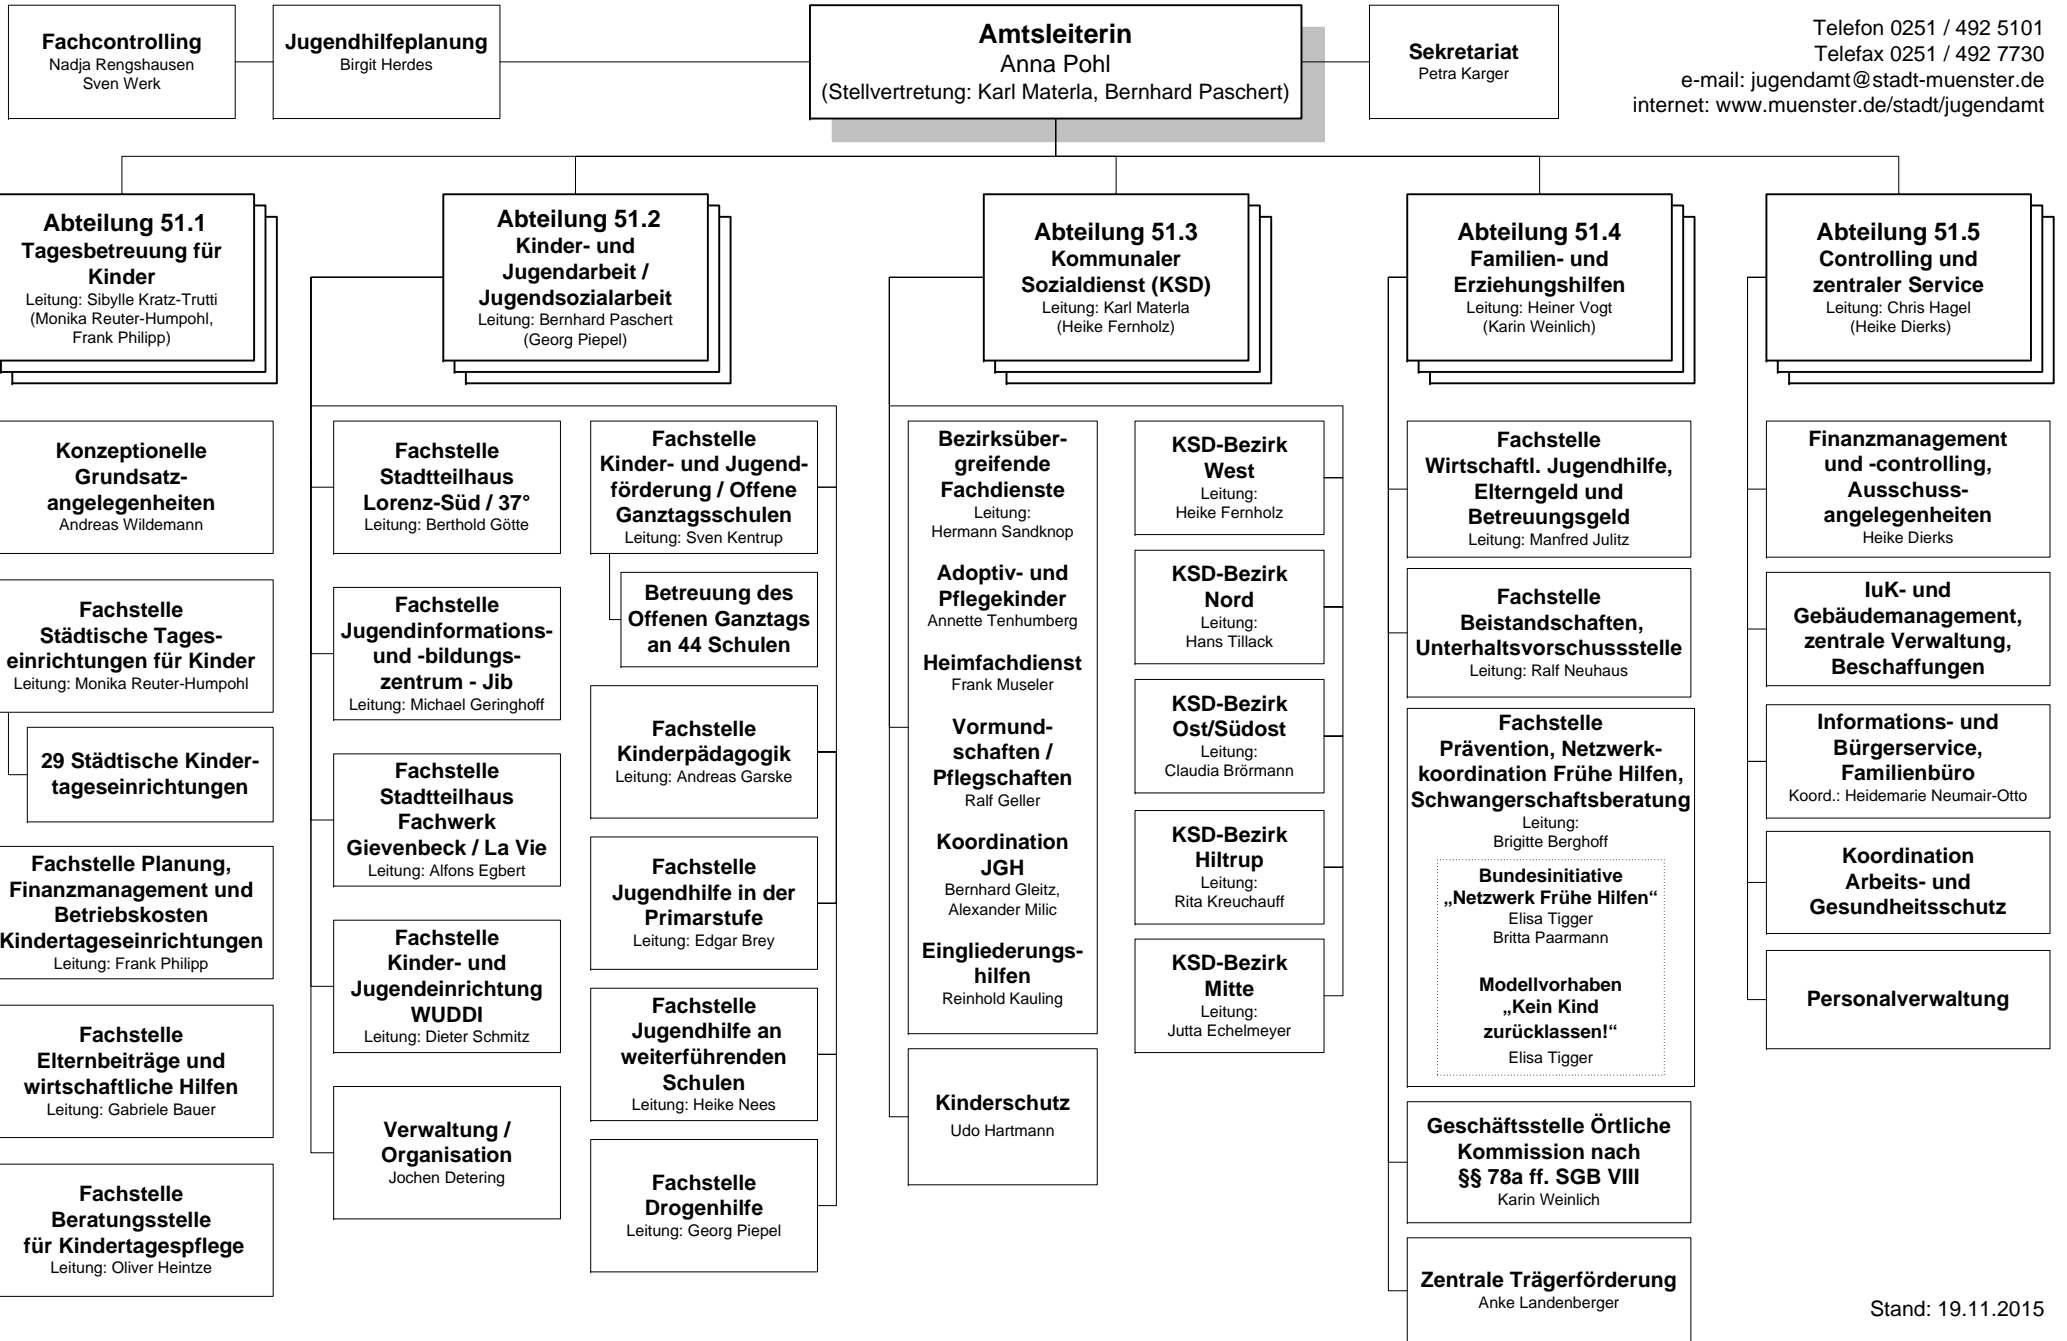 Fachcontrolling
Nadja Rengshausen
Sven Werk
Jugendhilfeplanung
Birgit Herdes
Amtsleiterin
Anna Pohl
(Stellvertretung: Karl Materla, Bernhard Paschert)
Sekretariat
Petra Karger
Telefon 0251 / 492 5101
Telefax 0251 / 492 7730
e-mail: jugendamt@stadt-muenster.de
internet: www.muenster.de/stadt/jugendamt
Abteilung 51.1
Tagesbetreuung für
Kinder
Leitung: Sibylle Kratz-Trutti
(Monika Reuter-Humpohl,
Frank Philipp)
Konzeptionelle
Grundsatz-
angelegenheiten
Andreas Wildemann
Fachstelle
Städtische Tages-
einrichtungen für Kinder
Leitung: Monika Reuter-Humpohl
29 Städtische Kinder-
tageseinrichtungen
Fachstelle Planung,
Finanzmanagement und
Betriebskosten
Kindertageseinrichtungen
Leitung: Frank Philipp
Fachstelle
Elternbeiträge und
wirtschaftliche Hilfen
Leitung: Gabriele Bauer
Fachstelle
Beratungsstelle
für Kindertagespflege
Leitung: Oliver Heintze
Abteilung 51.2
Kinder- und
Jugendarbeit /
Jugendsozialarbeit
Leitung: Bernhard Paschert
(Georg Piepel)
Fachstelle
Stadtteilhaus
Lorenz-Süd / 37°
Leitung: Berthold Götte
Fachstelle
Jugendinformations-
und -bildungs-
zentrum - Jib
Leitung: Michael Geringhoff
Fachstelle
Stadtteilhaus
Fachwerk
Gievenbeck / La Vie
Leitung: Alfons Egbert
Fachstelle
Kinder- und
Jugendeinrichtung
WUDDI
Leitung: Dieter Schmitz
Verwaltung /
Organisation
Jochen Detering
Fachstelle
Kinder- und Jugend-
förderung / Offene
Ganztagsschulen
Leitung: Sven Kentrup
Betreuung des
Offenen Ganztags
an 44 Schulen
Fachstelle
Kinderpädagogik
Leitung: Andreas Garske
Fachstelle
Jugendhilfe in der
Primarstufe
Leitung: Edgar Brey
Fachstelle
Jugendhilfe an
weiterführenden
Schulen
Leitung: Heike Nees
Fachstelle
Drogenhilfe
Leitung: Georg Piepel
Abteilung 51.3
Kommunaler
Sozialdienst (KSD)
Leitung: Karl Materla
(Heike Fernholz)
Bezirksüber-
greifende
Fachdienste
Leitung:
Hermann Sandknop
Adoptiv- und
Pflegekinder
Annette Tenhumberg
Heimfachdienst
Frank Museler
Vormund-
schaften /
Pflegschaften
Ralf Geller
Koordination
JGH
Bernhard Gleitz,
Alexander Milic
Eingliederungs-
hilfen
Reinhold Kauling
Kinderschutz
Udo Hartmann
KSD-Bezirk
West
Leitung:
Heike Fernholz
KSD-Bezirk
Nord
Leitung:
Hans Tillack
KSD-Bezirk
Ost/Südost
Leitung:
Claudia Brörmann
KSD-Bezirk
Hiltrup
Leitung:
Rita Kreuchauff
KSD-Bezirk
Mitte
Leitung:
Jutta Echelmeyer
Abteilung 51.4
Familien- und
Erziehungshilfen
Leitung: Heiner Vogt
(Karin Weinlich)
Fachstelle
Wirtschaftl. Jugendhilfe,
Elterngeld und
Betreuungsgeld
Leitung: Manfred Julitz
Fachstelle
Beistandschaften,
Unterhaltsvorschussstelle
Leitung: Ralf Neuhaus
Fachstelle
Prävention, Netzwerk-
koordination Frühe Hilfen,
Schwangerschaftsberatung
Leitung:
Brigitte Berghoff
Bundesinitiative
„Netzwerk Frühe Hilfen“
Elisa Tigger
Britta Paarmann
Modellvorhaben
„Kein Kind
zurücklassen!“
Elisa Tigger
Geschäftsstelle Örtliche
Kommission nach
§§ 78a ff. SGB VIII
Karin Weinlich
Zentrale Trägerförderung
Anke Landenberger
Abteilung 51.5
Controlling und
zentraler Service
Leitung: Chris Hagel
(Heike Dierks)
Finanzmanagement
und -controlling,
Ausschuss-
angelegenheiten
Heike Dierks
IuK- und
Gebäudemanagement,
zentrale Verwaltung,
Beschaffungen
Informations- und
Bürgerservice,
Familienbüro
Koord.: Heidemarie Neumair-Otto
Koordination
Arbeits- und
Gesundheitsschutz
Personalverwaltung
Stand: 19.11.2015